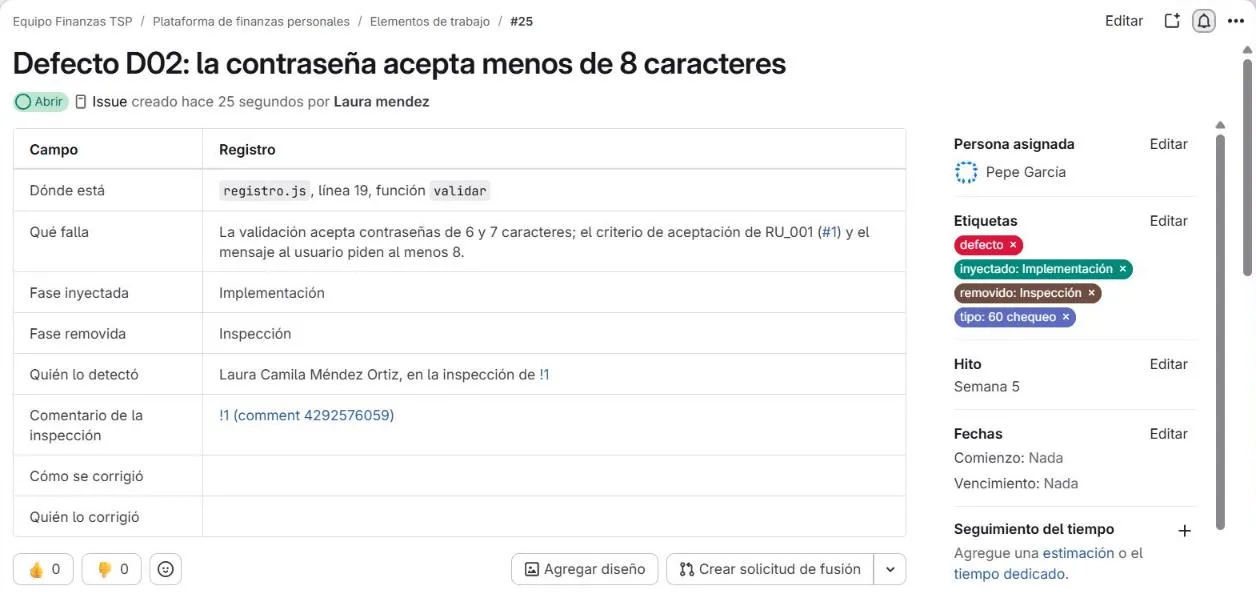 Equipo Finanzas TSP / Plataforma de finanzas personales / Elementos de trabajo / #25
Editar
Defecto D02: la contraseña acepta menos de 8 caracteres
Abrir Issue creado hace 25 segundos por Laura mendez
Campo Registro
Dónde está registro.js, línea 19, función validar
Qué falla La validación acepta contraseñas de 6 y 7 caracteres; el criterio de aceptación de RU_001 (#1) y el
mensaje al usuario piden al menos 8.
Fase inyectada Implementación
Fase removida Inspección
Quién lo detectó Laura Camila Méndez Ortiz, en la inspección de !1
Comentario de la !1 (comment 4292576059)
inspección
Cómo se corrigió
Quién lo corrigió
0 0
Agregar diseño
Crear solicitud de fusión
Persona asignada Editar
Pepe García
Etiquetas Editar
defecto ×
inyectado: Implementación ×
removido: Inspección ×
tipo: 60 chequeo ×
Hito Editar
Semana 5
Fechas Editar
Comienzo: Nada
Vencimiento: Nada
Seguimiento del tiempo +
Agregue una estimación o el
tiempo dedicado.